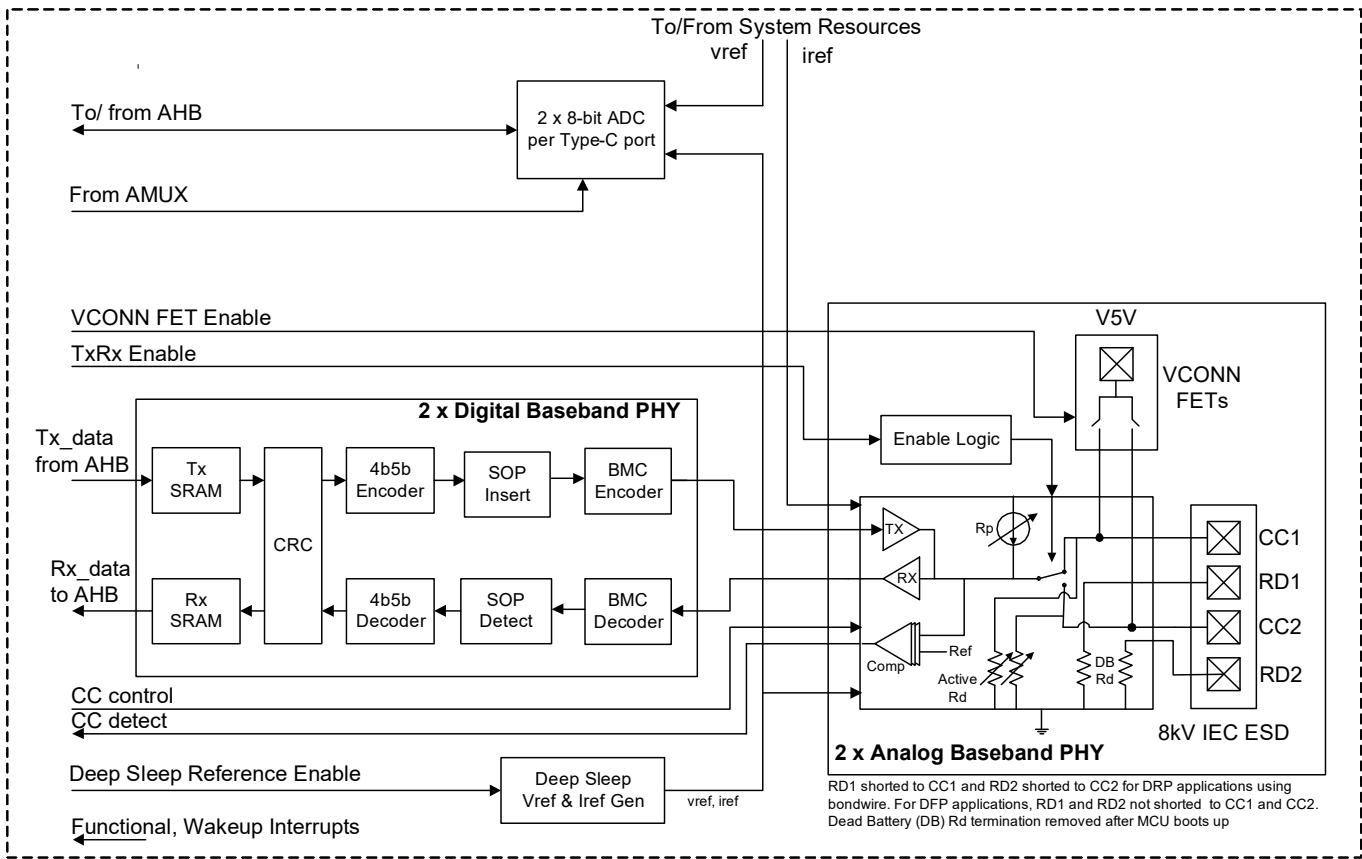 To/From System Resources
vref
iref
To/ from AHB
2 x 8-bit ADC
per Type-C port
From AMUX
VCONN FET Enable
TxRx Enable
V5V
VCONN
FETs
2 x Digital Baseband PHY
Enable Logic
Tx_data
from AHB
Tx
SRAM
CRC
4b5b
Encoder
SOP
Insert
BMC
Encoder
TX
Rp
CC1
Rx_data
to AHB
Rx
SRAM
4b5b
Decoder
SOP
Detect
BMC
Decoder
RX
RD1
CC2
Comp
Ref
Active
Rd
DB
Rd
RD2
CC control
CC detect
8kV IEC ESD
2 x Analog Baseband PHY
Deep Sleep Reference Enable
Deep Sleep
Vref & Iref Gen
vref, iref
RD1 shorted to CC1 and RD2 shorted to CC2 for DRP applications using
bondwire. For DFP applications, RD1 and RD2 not shorted to CC1 and CC2.
Dead Battery (DB) Rd termination removed after MCU boots up
Functional, Wakeup Interrupts